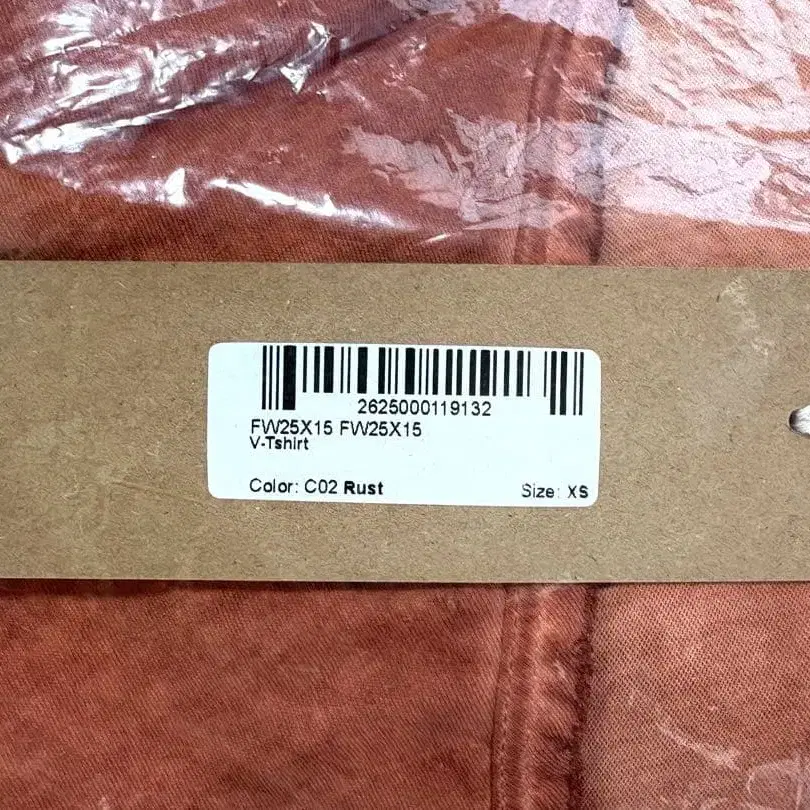 2625000119132
FW25X15 FW25X15
V-Tshirt
Color: C02 Rust Size: XS